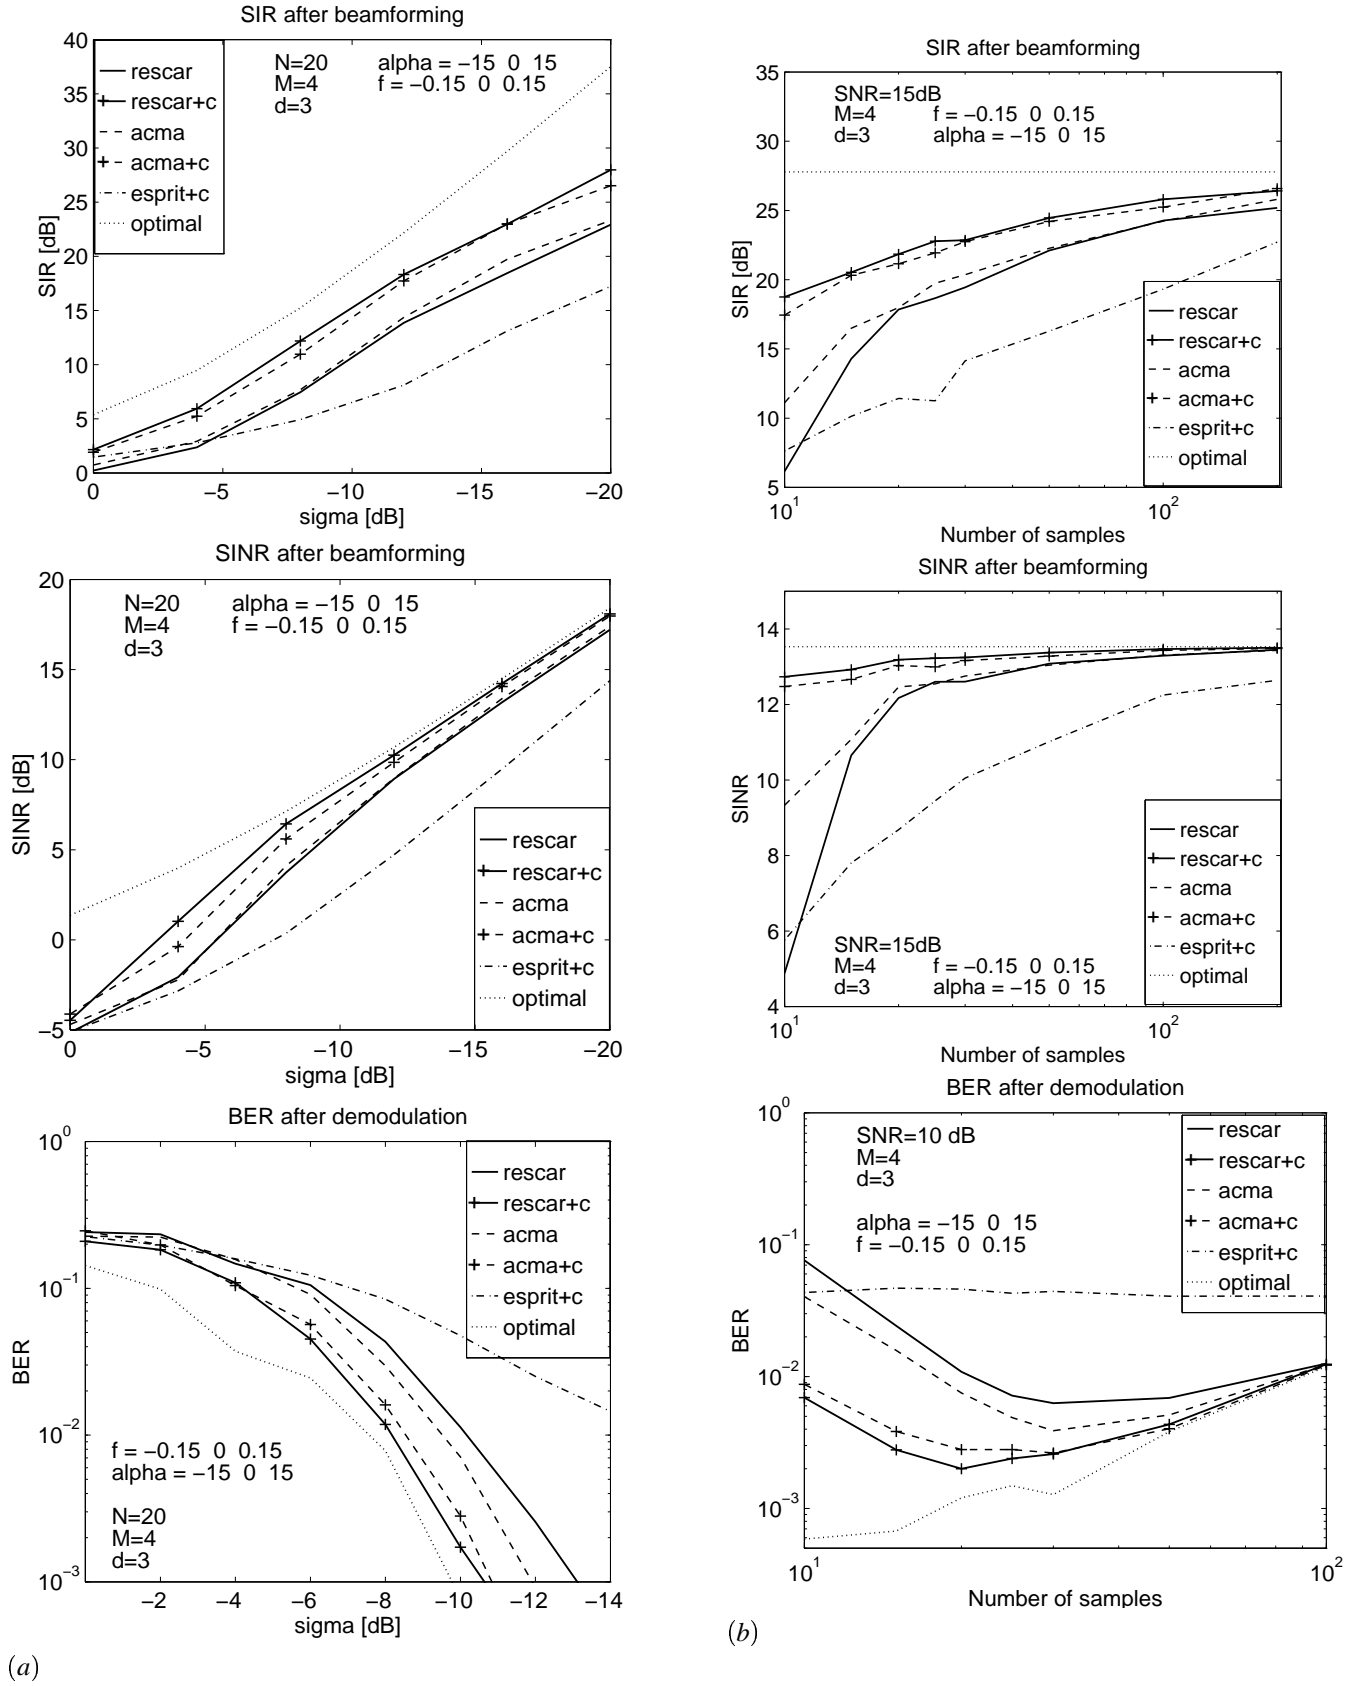 SIR after beamforming
40
35
30
25
20
15
10
5
0
SIR [dB]
rescar
rescar+c
acma
acma+c
esprit+c
optimal
N=20 alpha = −15 0 15
M=4 f = −0.15 0 0.15
d=3
0 −5 −10 −15 −20
sigma [dB]
SINR after beamforming
20
15
10
5
0
−5
SINR [dB]
N=20 alpha = −15 0 15
M=4 f = −0.15 0 0.15
d=3
rescar
rescar+c
acma
acma+c
esprit+c
optimal
0 −5 −10 −15 −20
sigma [dB]
BER after demodulation
10^0
10^−1
10^−2
10^−3
BER
rescar
rescar+c
acma
acma+c
esprit+c
optimal
f = −0.15 0 0.15
alpha = −15 0 15
N=20
M=4
d=3
−2 −4 −6 −8 −10 −12 −14
sigma [dB]
(a)
SIR after beamforming
35
30
25
20
15
10
5
SIR [dB]
SNR=15dB
M=4 f = −0.15 0 0.15
d=3 alpha = −15 0 15
rescar
rescar+c
acma
acma+c
esprit+c
optimal
10^1 10^2
Number of samples
SINR after beamforming
14
12
10
8
6
4
SINR
rescar
rescar+c
acma
acma+c
esprit+c
optimal
SNR=15dB
M=4 f = −0.15 0 0.15
d=3 alpha = −15 0 15
10^1 10^2
Number of samples
BER after demodulation
10^0
10^−1
10^−2
10^−3
BER
SNR=10 dB
M=4
d=3
alpha = −15 0 15
f = −0.15 0 0.15
rescar
rescar+c
acma
acma+c
esprit+c
optimal
10^1 10^2
Number of samples
(b)